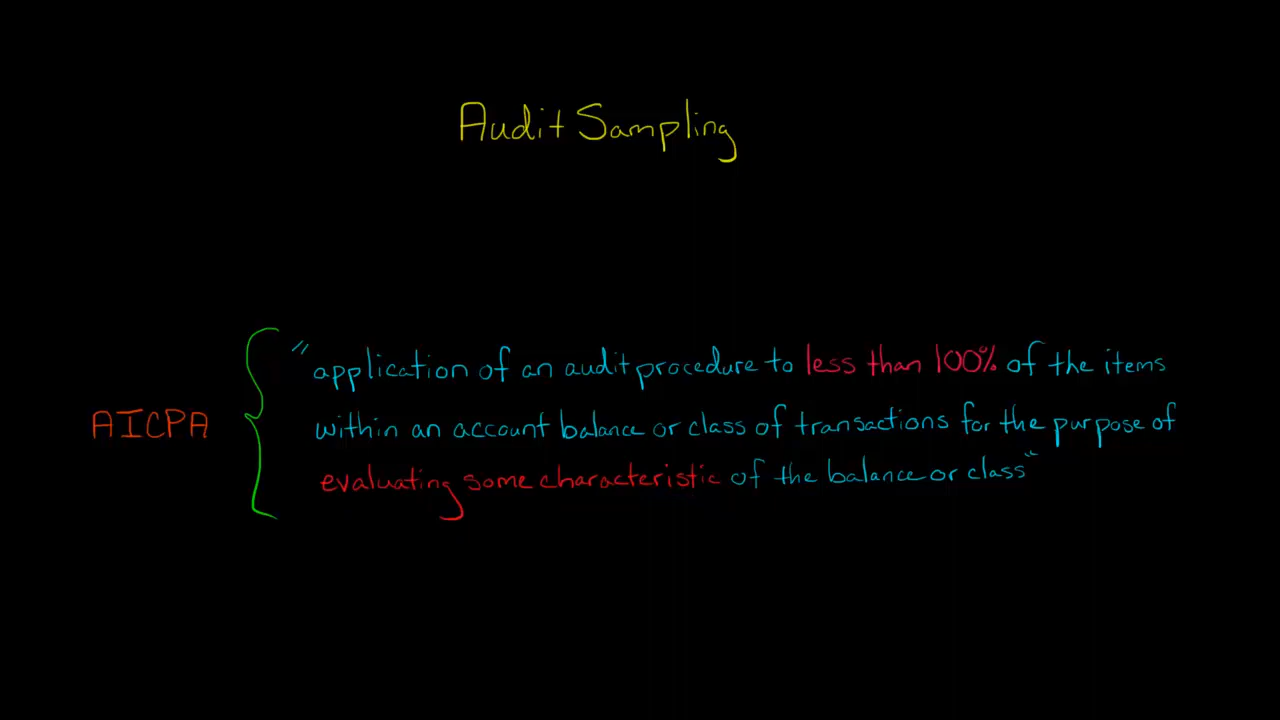 Audit Sampling
"application of an audit procedure to less than 100% of the items
AICPA
within an account balance or class of transactions for the purpose of
evaluating some characteristic of the balance or class"